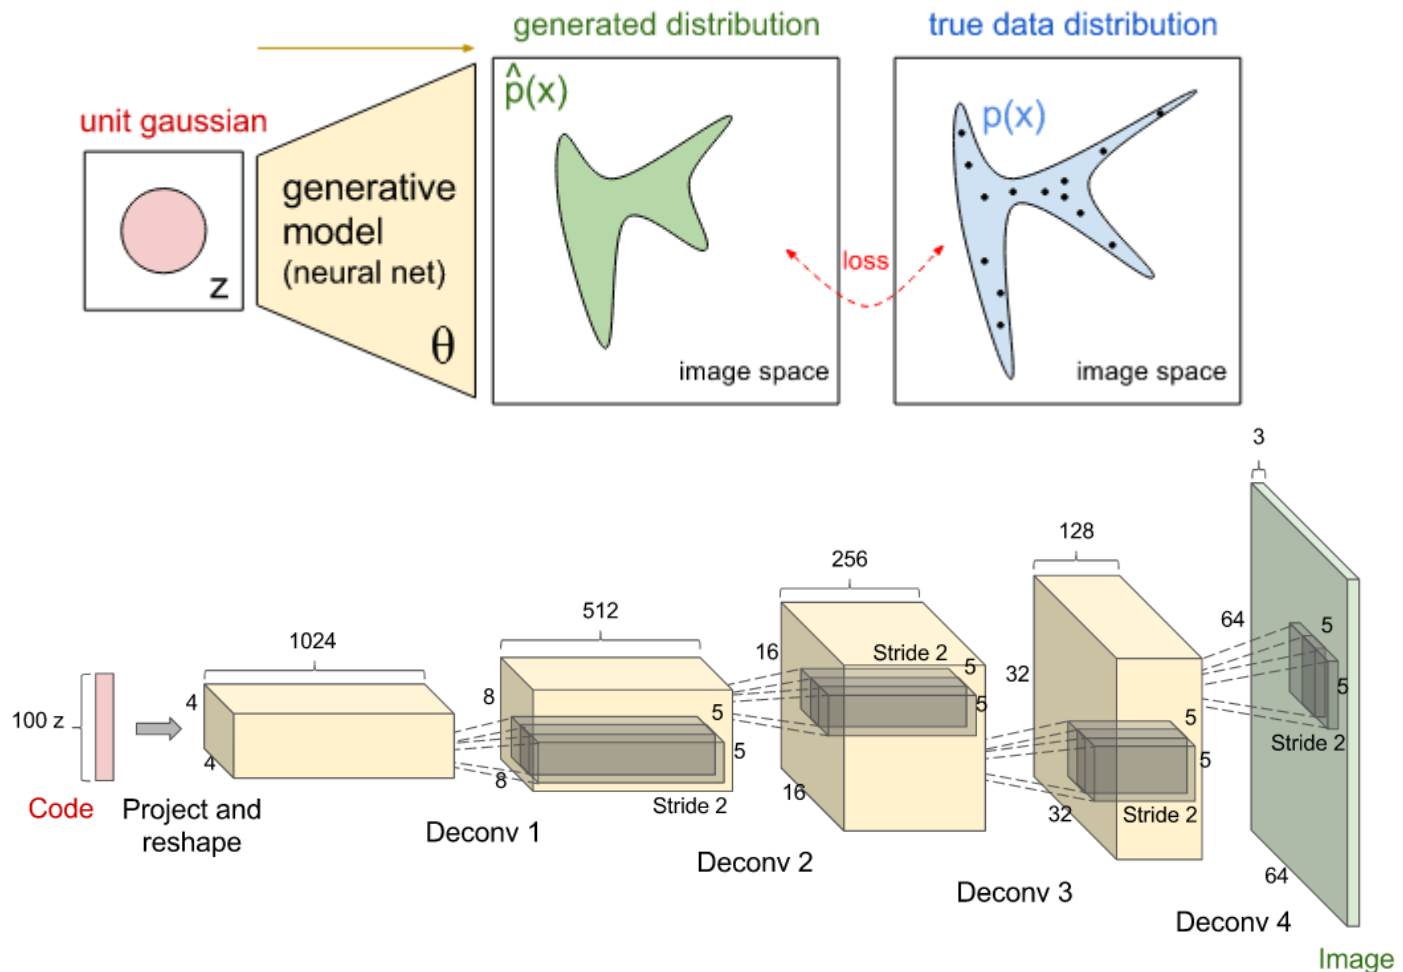 generated distribution
true data distribution
p̂(x)
p(x)
unit gaussian
z
generative
model
(neural net)
θ
loss
image space
image space
3
128
256
512
1024
100 z
4
4
8
8
5
5
Stride 2
16
16
Stride 2
5
5
32
32
5
5
Stride 2
64
64
5
5
Stride 2
Code
Project and
reshape
Deconv 1
Deconv 2
Deconv 3
Deconv 4
Image